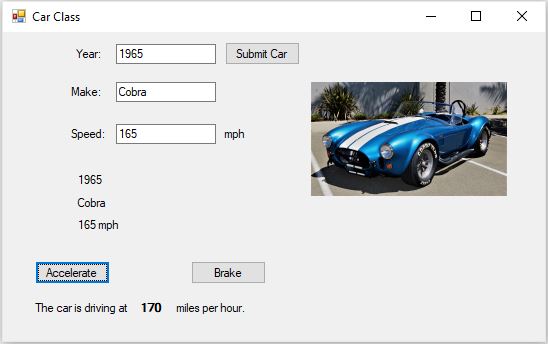 Car Class
Year: 1965 Submit Car
Make: Cobra
Speed: 165 mph
1965
Cobra
165 mph
Accelerate Brake
The car is driving at 170 miles per hour.